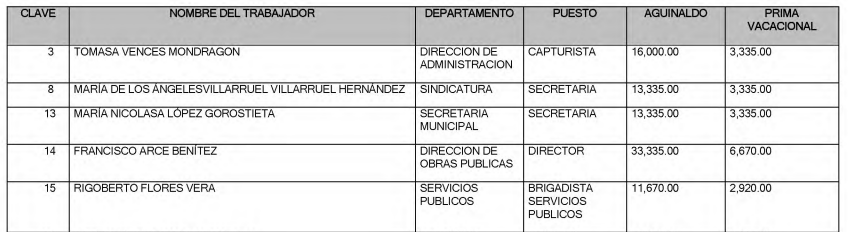 CLAVE NOMBRE DEL TRABAJADOR DEPARTAMENTO PUESTO AGUINALDO PRIMA
VACACIONAL
3 TOMASA VENCES MONDRAGON DIRECCION DE CAPTURISTA 16,000.00 3,335.00
ADMINISTRACION
8 MARÍA DE LOS ÁNGELESVILLARRUEL VILLARRUEL HERNÁNDEZ SINDICATURA SECRETARIA 13,335.00 3,335.00
13 MARÍA NICOLASA LÓPEZ GOROSTIETA SECRETARIA SECRETARIA 13,335.00 3,335.00
MUNICIPAL
14 FRANCISCO ARCE BENÍTEZ DIRECCION DE DIRECTOR 33,335.00 6,670.00
OBRAS PUBLICAS
15 RIGOBERTO FLORES VERA SERVICIOS BRIGADISTA 11,670.00 2,920.00
PUBLICOS SERVICIOS
PUBLICOS